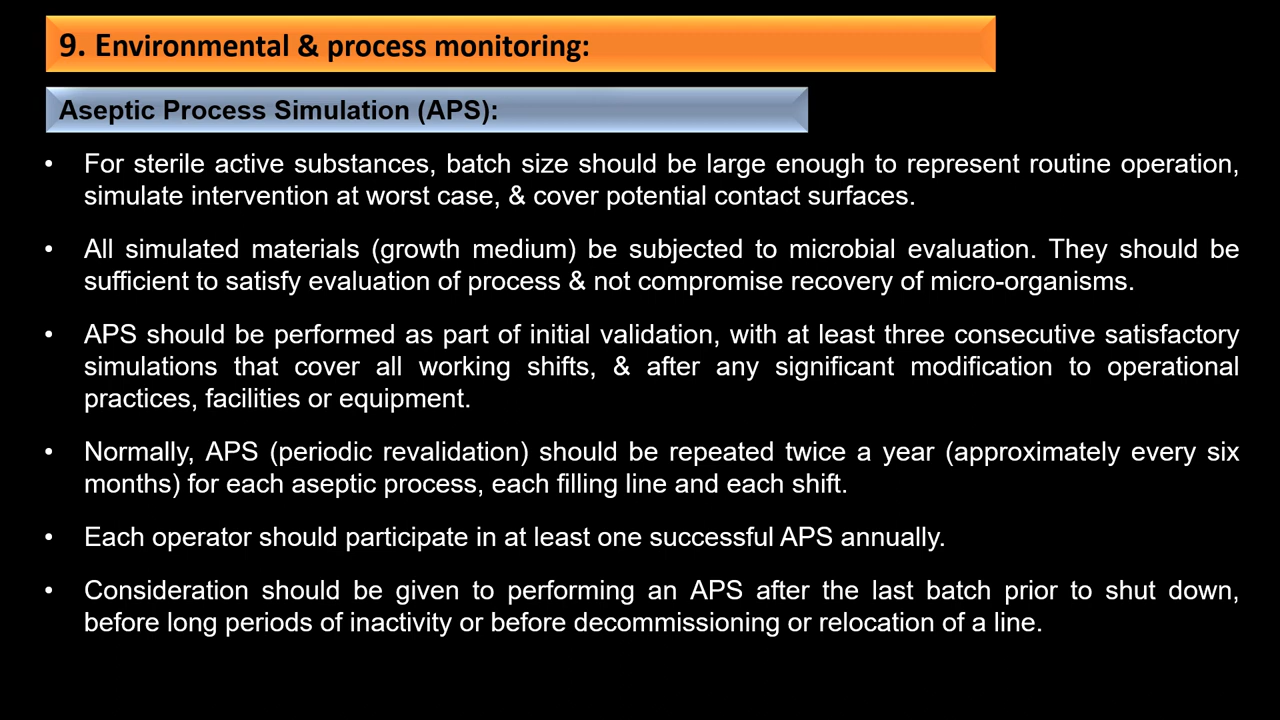 9. Environmental & process monitoring:
Aseptic Process Simulation (APS):
• For sterile active substances, batch size should be large enough to represent routine operation,
simulate intervention at worst case, & cover potential contact surfaces.
• All simulated materials (growth medium) be subjected to microbial evaluation. They should be
sufficient to satisfy evaluation of process & not compromise recovery of micro-organisms.
• APS should be performed as part of initial validation, with at least three consecutive satisfactory
simulations that cover all working shifts, & after any significant modification to operational
practices, facilities or equipment.
• Normally, APS (periodic revalidation) should be repeated twice a year (approximately every six
months) for each aseptic process, each filling line and each shift.
• Each operator should participate in at least one successful APS annually.
• Consideration should be given to performing an APS after the last batch prior to shut down,
before long periods of inactivity or before decommissioning or relocation of a line.